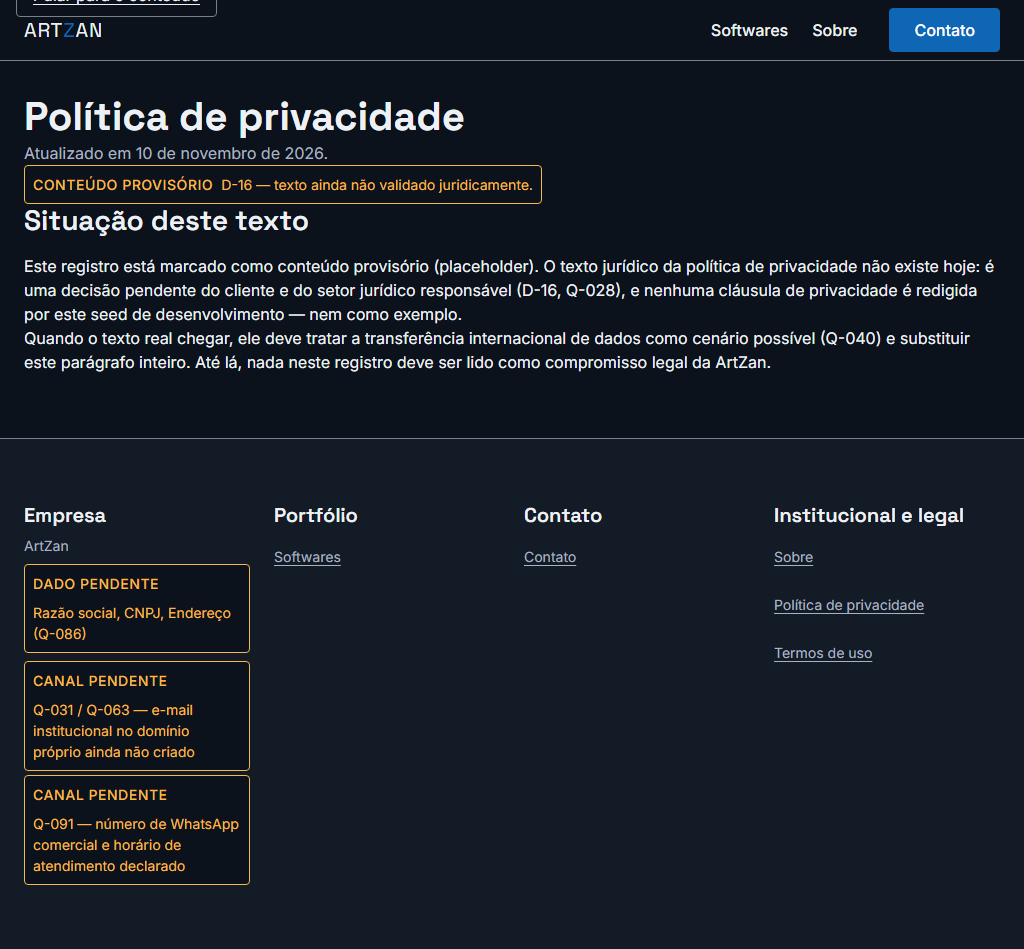 Pular para o conteúdo
ARTZAN
Softwares
Sobre
Contato
Política de privacidade
Atualizado em 10 de novembro de 2026.
CONTEÚDO PROVISÓRIO D-16 — texto ainda não validado juridicamente.
Situação deste texto
Este registro está marcado como conteúdo provisório (placeholder). O texto jurídico da política de privacidade não existe hoje: é
uma decisão pendente do cliente e do setor jurídico responsável (D-16, Q-028), e nenhuma cláusula de privacidade é redigida
por este seed de desenvolvimento — nem como exemplo.
Quando o texto real chegar, ele deve tratar a transferência internacional de dados como cenário possível (Q-040) e substituir
este parágrafo inteiro. Até lá, nada neste registro deve ser lido como compromisso legal da ArtZan.
Empresa
ArtZan
DADO PENDENTE
Razão social, CNPJ, Endereço
(Q-086)
CANAL PENDENTE
Q-031 / Q-063 — e-mail
institucional no domínio
próprio ainda não criado
CANAL PENDENTE
Q-091 — número de WhatsApp
comercial e horário de
atendimento declarado
Portfólio
Softwares
Contato
Contato
Institucional e legal
Sobre
Política de privacidade
Termos de uso